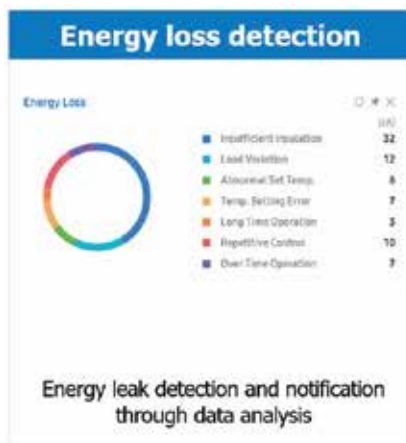 Energy loss detection
Energy Loss
Insufficient Insulation 32
Load Violation 12
Abnormal Set Temp. 6
Temp. Setting Error 7
Long Time Operation 3
Repetitive Control 10
Over Time Operation 7
Energy leak detection and notification
through data analysis